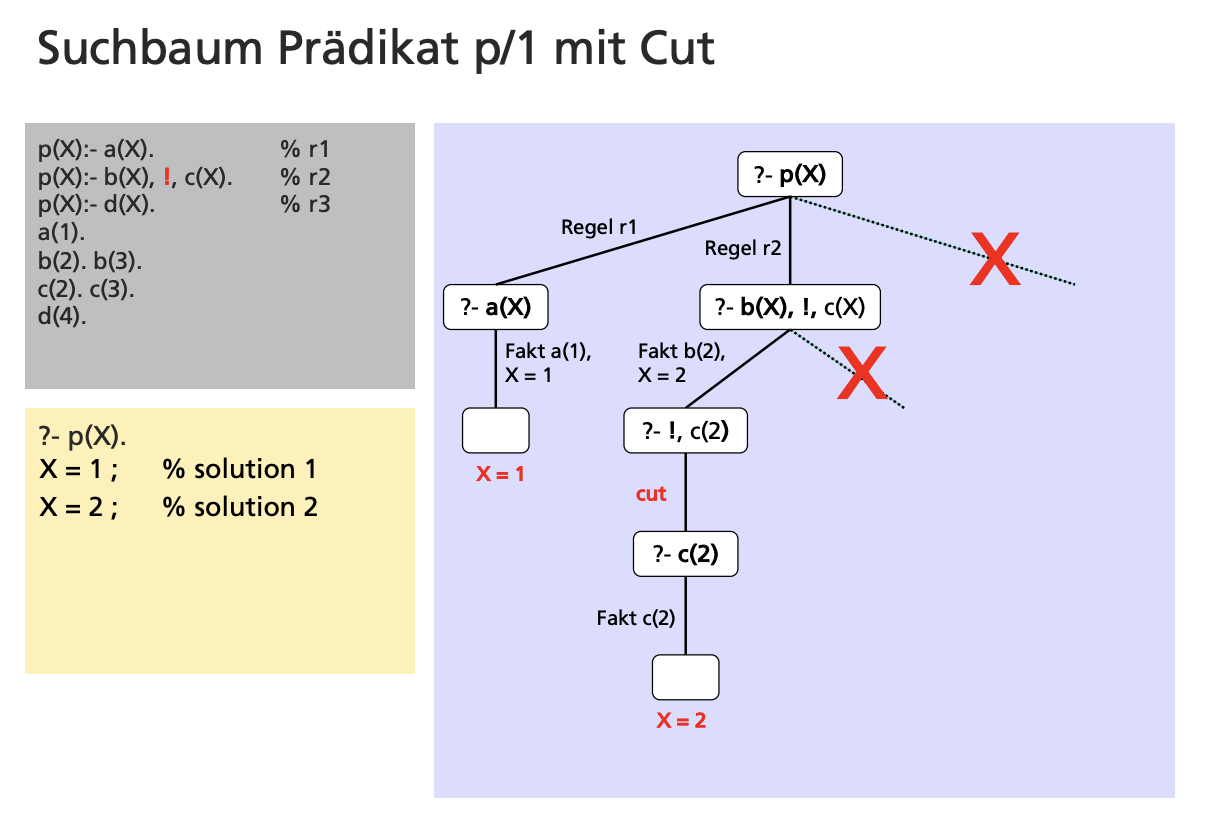 Suchbaum Prädikat p/1 mit Cut
p(X):- a(X). % r1
p(X):- b(X), !, c(X). % r2
p(X):- d(X). % r3
a(1).
b(2). b(3).
c(2). c(3).
d(4).
?- p(X).
X = 1 ; % solution 1
X = 2 ; % solution 2
?- p(X)
Regel r1
Regel r2
X
?- a(X)
?- b(X), !, c(X)
Fakt a(1),
X = 1
Fakt b(2),
X = 2
X
?- !, c(2)
X = 1
cut
?- c(2)
Fakt c(2)
X = 2